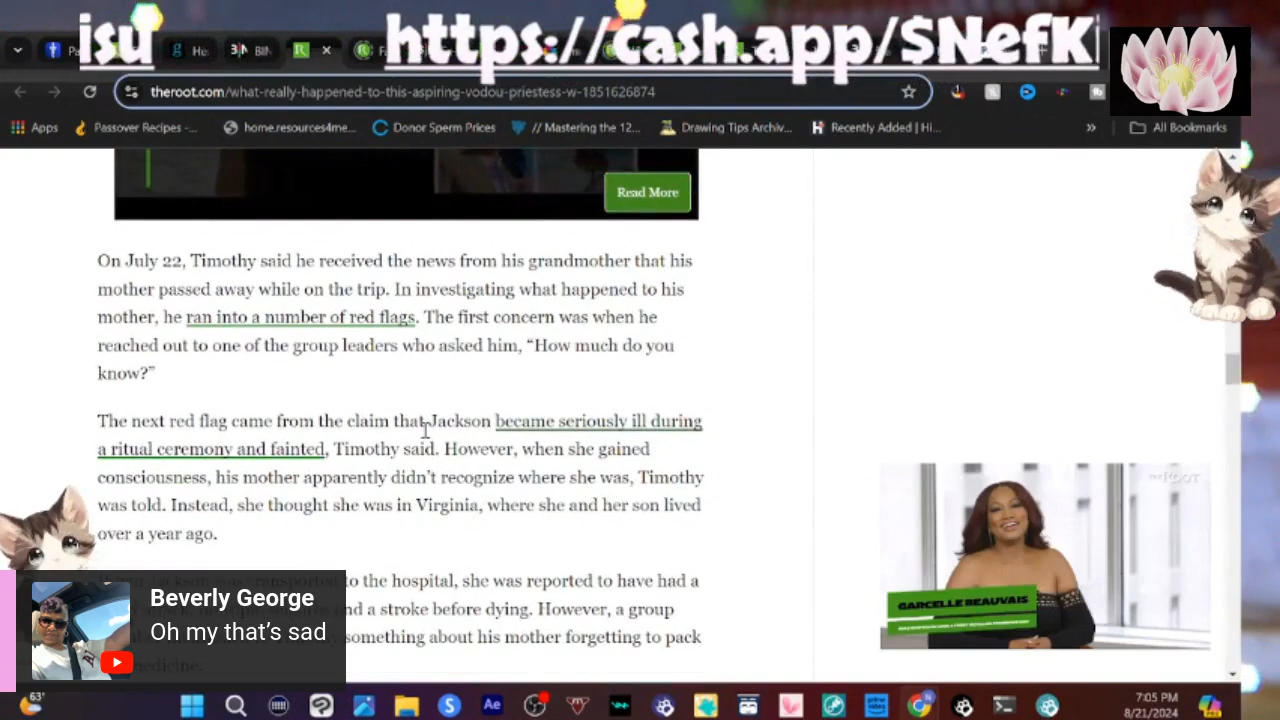 isu https://cash.app/$NefK
theroot.com/what-really-happened-to-this-aspiring-vodou-priestess-w-1851626874
Apps Passover Recipes -... home.resources4me... Donor Sperm Prices // Mastering the 12... Drawing Tips Archiv... Recently Added | Hi... » All Bookmarks
Read More
On July 22, Timothy said he received the news from his grandmother that his
mother passed away while on the trip. In investigating what happened to his
mother, he ran into a number of red flags. The first concern was when he
reached out to one of the group leaders who asked him, “How much do you
know?”
The next red flag came from the claim that Jackson became seriously ill during
a ritual ceremony and fainted, Timothy said. However, when she gained
consciousness, his mother apparently didn’t recognize where she was, Timothy
was told. Instead, she thought she was in Virginia, where she and her son lived
over a year ago.
to the hospital, she was reported to have had a
and a stroke before dying. However, a group
something about his mother forgetting to pack
medicine.
Beverly George
Oh my that’s sad
THE ROOT
GARCELLE BEAUVAIS
63°
7:05 PM
8/21/2024